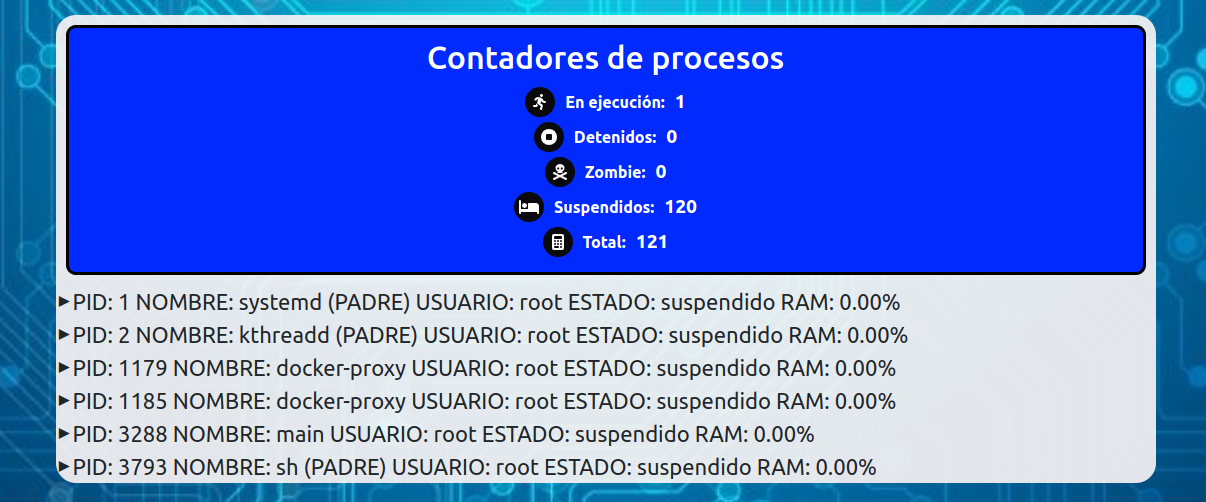 Contadores de procesos
En ejecución: 1
Detenidos: 0
Zombie: 0
Suspendidos: 120
Total: 121
PID: 1 NOMBRE: systemd (PADRE) USUARIO: root ESTADO: suspendido RAM: 0.00%
PID: 2 NOMBRE: kthreadd (PADRE) USUARIO: root ESTADO: suspendido RAM: 0.00%
PID: 1179 NOMBRE: docker-proxy USUARIO: root ESTADO: suspendido RAM: 0.00%
PID: 1185 NOMBRE: docker-proxy USUARIO: root ESTADO: suspendido RAM: 0.00%
PID: 3288 NOMBRE: main USUARIO: root ESTADO: suspendido RAM: 0.00%
PID: 3793 NOMBRE: sh (PADRE) USUARIO: root ESTADO: suspendido RAM: 0.00%